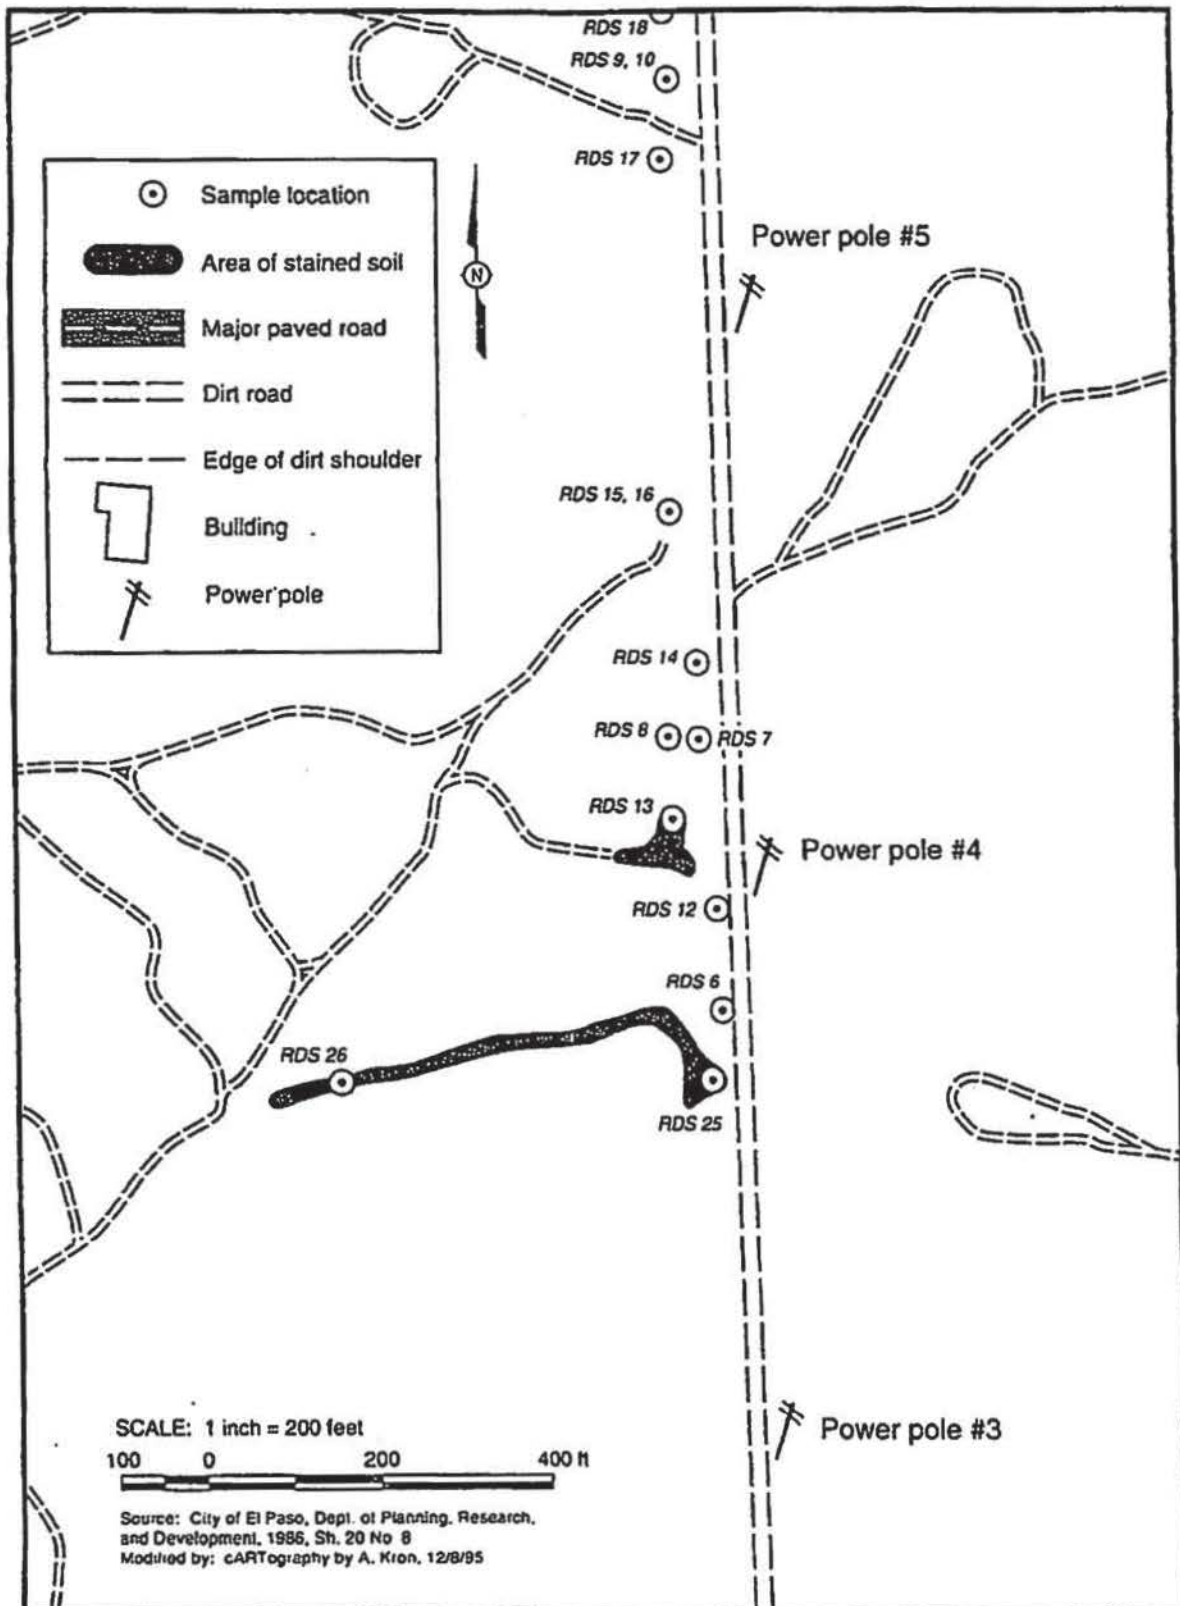 RDS 18
RDS 9, 10
RDS 17
Sample location
Area of stained soil
Major paved road
Dirt road
Edge of dirt shoulder
Building
Power pole
N
Power pole #5
RDS 15, 16
RDS 14
RDS 8
RDS 7
RDS 13
Power pole #4
RDS 12
RDS 6
RDS 26
RDS 25
Power pole #3
SCALE: 1 inch = 200 feet
100 0 200 400 ft
Source: City of El Paso, Dept. of Planning, Research,
and Development, 1986, Sh. 20 No 8
Modified by: cARTography by A. Kron, 12/8/95